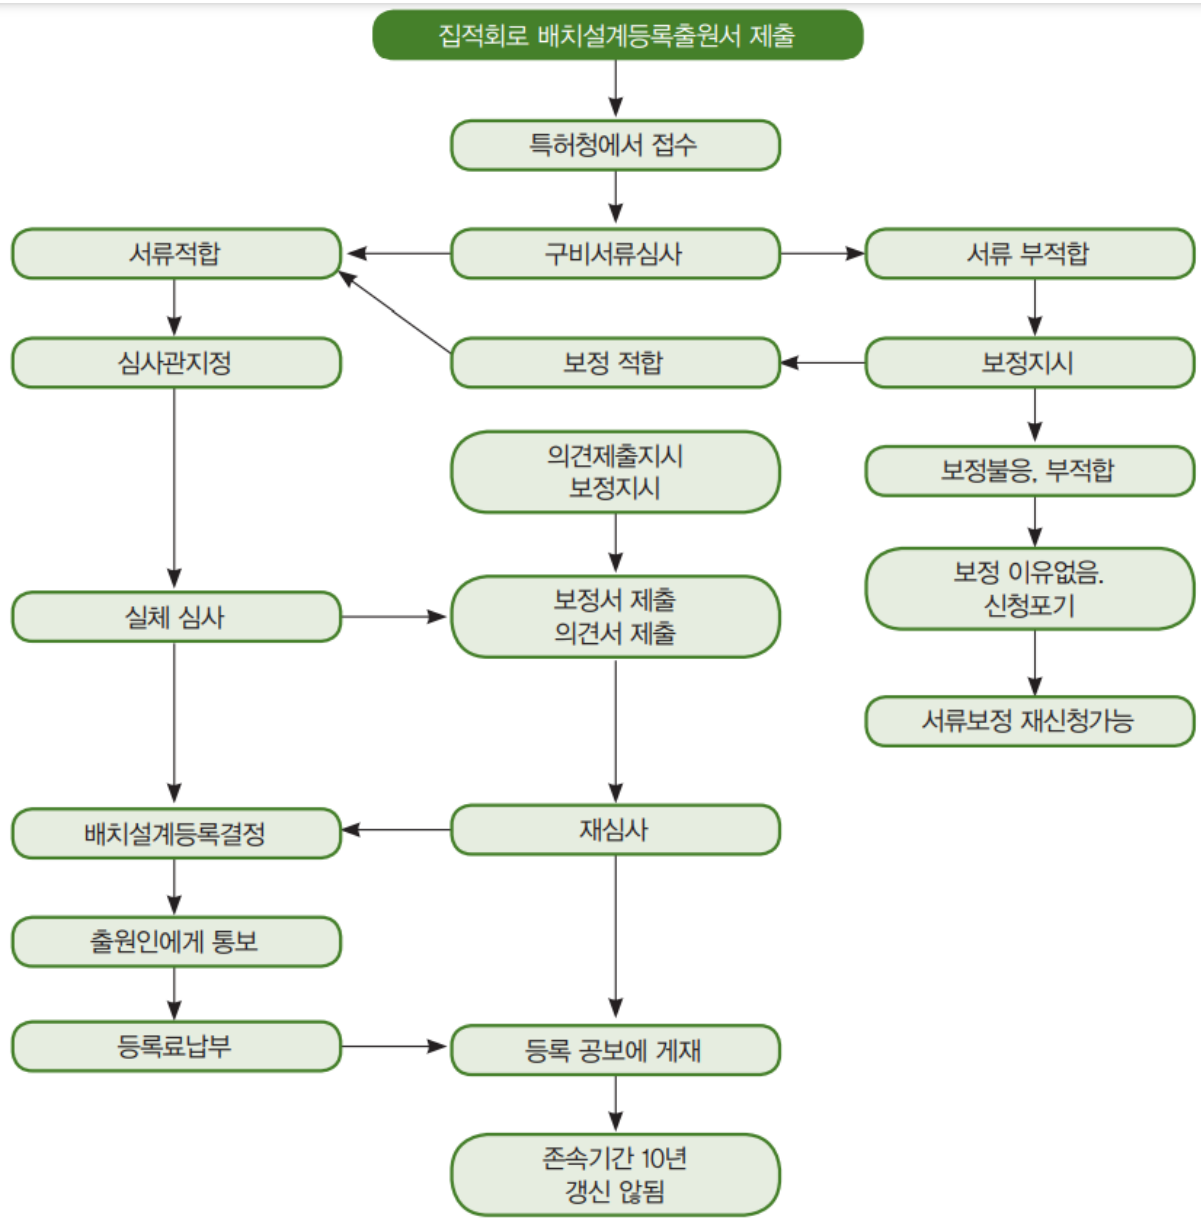 집적회로 배치설계등록출원서 제출
특허청에서 접수
서류적합
구비서류심사
서류 부적합
심사관지정
보정 적합
보정지시
의견제출지시
보정지시
보정불응, 부적합
보정 이유없음.
신청포기
실체 심사
보정서 제출
의견서 제출
서류보정 재신청가능
배치설계등록결정
재심사
출원인에게 통보
등록료납부
등록 공보에 게재
존속기간 10년
갱신 않됨